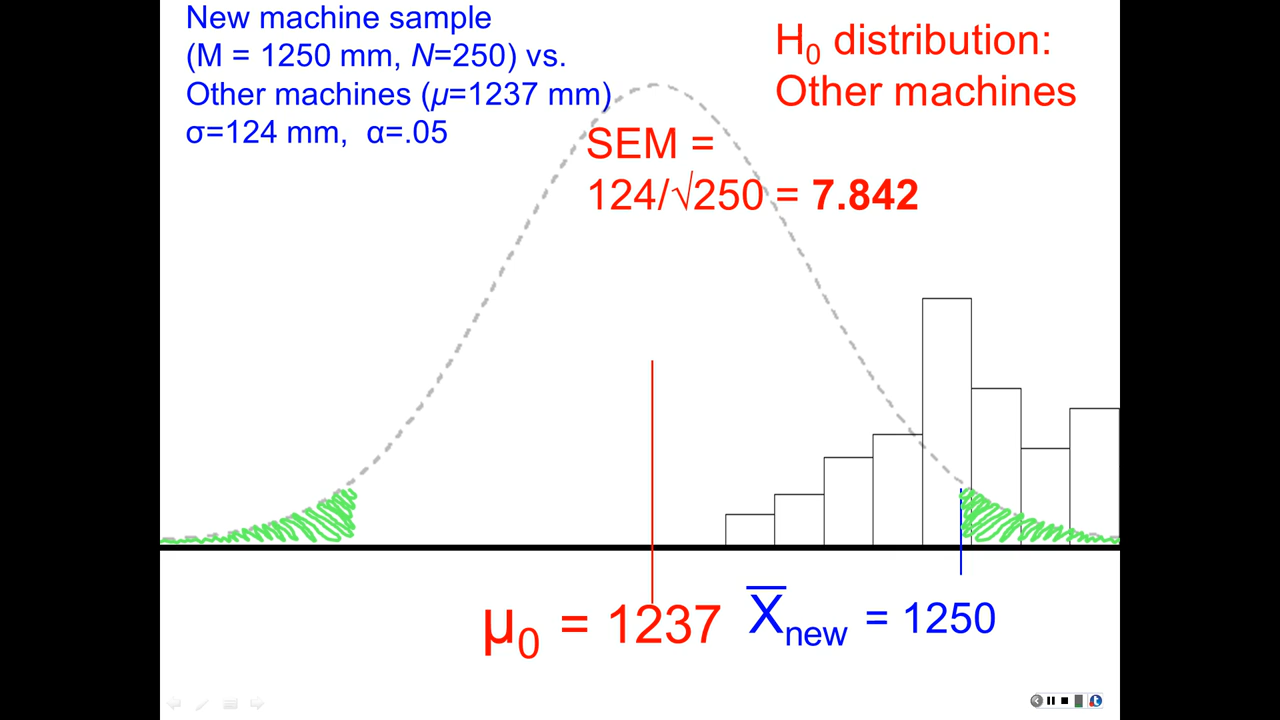 New machine sample
(M = 1250 mm, N=250) vs.
Other machines (μ=1237 mm)
σ=124 mm, α=.05
H₀ distribution:
Other machines
SEM =
124/√250 = 7.842
μ₀ = 1237
X̅new = 1250